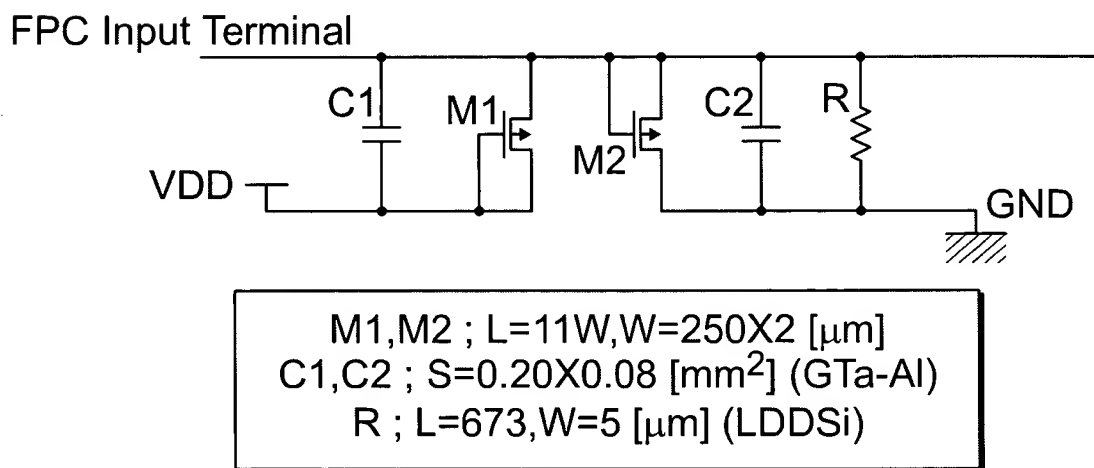 FPC Input Terminal
C1
M1
M2
C2
R
VDD
GND
M1,M2 ; L=11W,W=250X2 [μm]
C1,C2 ; S=0.20X0.08 [mm²] (GTa-Al)
R ; L=673,W=5 [μm] (LDDSi)